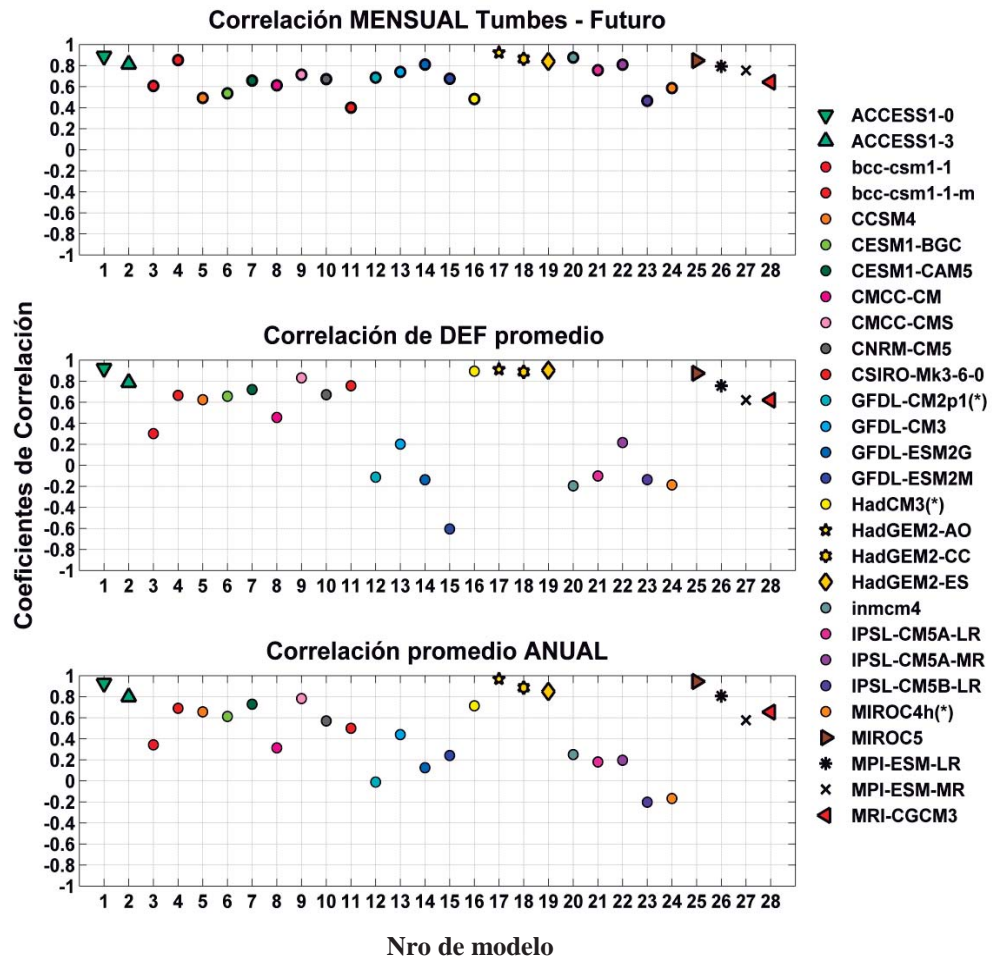 Correlación MENSUAL Tumbes - Futuro
1
0.8
0.6
0.4
0.2
0
-0.2
-0.4
-0.6
-0.8
-1
1 2 3 4 5 6 7 8 9 10 11 12 13 14 15 16 17 18 19 20 21 22 23 24 25 26 27 28
Coeficientes de Correlación
Correlación de DEF promedio
1
0.8
0.6
0.4
0.2
0
-0.2
-0.4
-0.6
-0.8
-1
1 2 3 4 5 6 7 8 9 10 11 12 13 14 15 16 17 18 19 20 21 22 23 24 25 26 27 28
Correlación promedio ANUAL
1
0.8
0.6
0.4
0.2
0
-0.2
-0.4
-0.6
-0.8
-1
1 2 3 4 5 6 7 8 9 10 11 12 13 14 15 16 17 18 19 20 21 22 23 24 25 26 27 28
Nro de modelo
ACCESS1-0
ACCESS1-3
bcc-csm1-1
bcc-csm1-1-m
CCSM4
CESM1-BGC
CESM1-CAM5
CMCC-CM
CMCC-CMS
CNRM-CM5
CSIRO-Mk3-6-0
GFDL-CM2p1(*)
GFDL-CM3
GFDL-ESM2G
GFDL-ESM2M
HadCM3(*)
HadGEM2-AO
HadGEM2-CC
HadGEM2-ES
inmcm4
IPSL-CM5A-LR
IPSL-CM5A-MR
IPSL-CM5B-LR
MIROC4h(*)
MIROC5
MPI-ESM-LR
MPI-ESM-MR
MRI-CGCM3